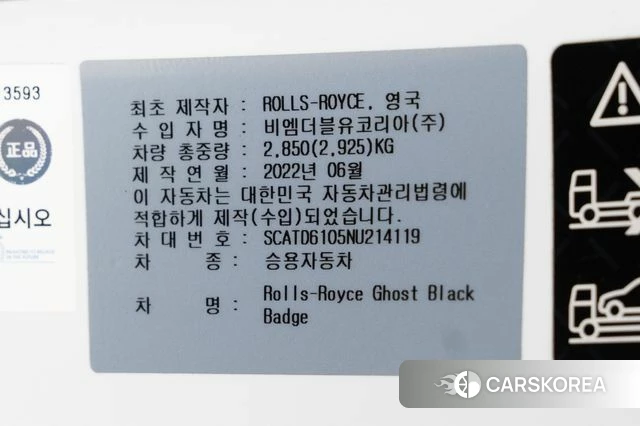 3593
正品
십시오
최초 제작자 : ROLLS-ROYCE, 영국
수 입 자 명 : 비엠더블유코리아(주)
차량 총중량 : 2,850(2,925)KG
제 작 연 월 : 2022년 06월
이 자동차는 대한민국 자동차관리법령에
적합하게 제작(수입)되었습니다.
차 대 번 호 : SCATD6105NU214119
차 종 : 승용자동차
차 명 : Rolls-Royce Ghost Black
Badge
CARSKOREA